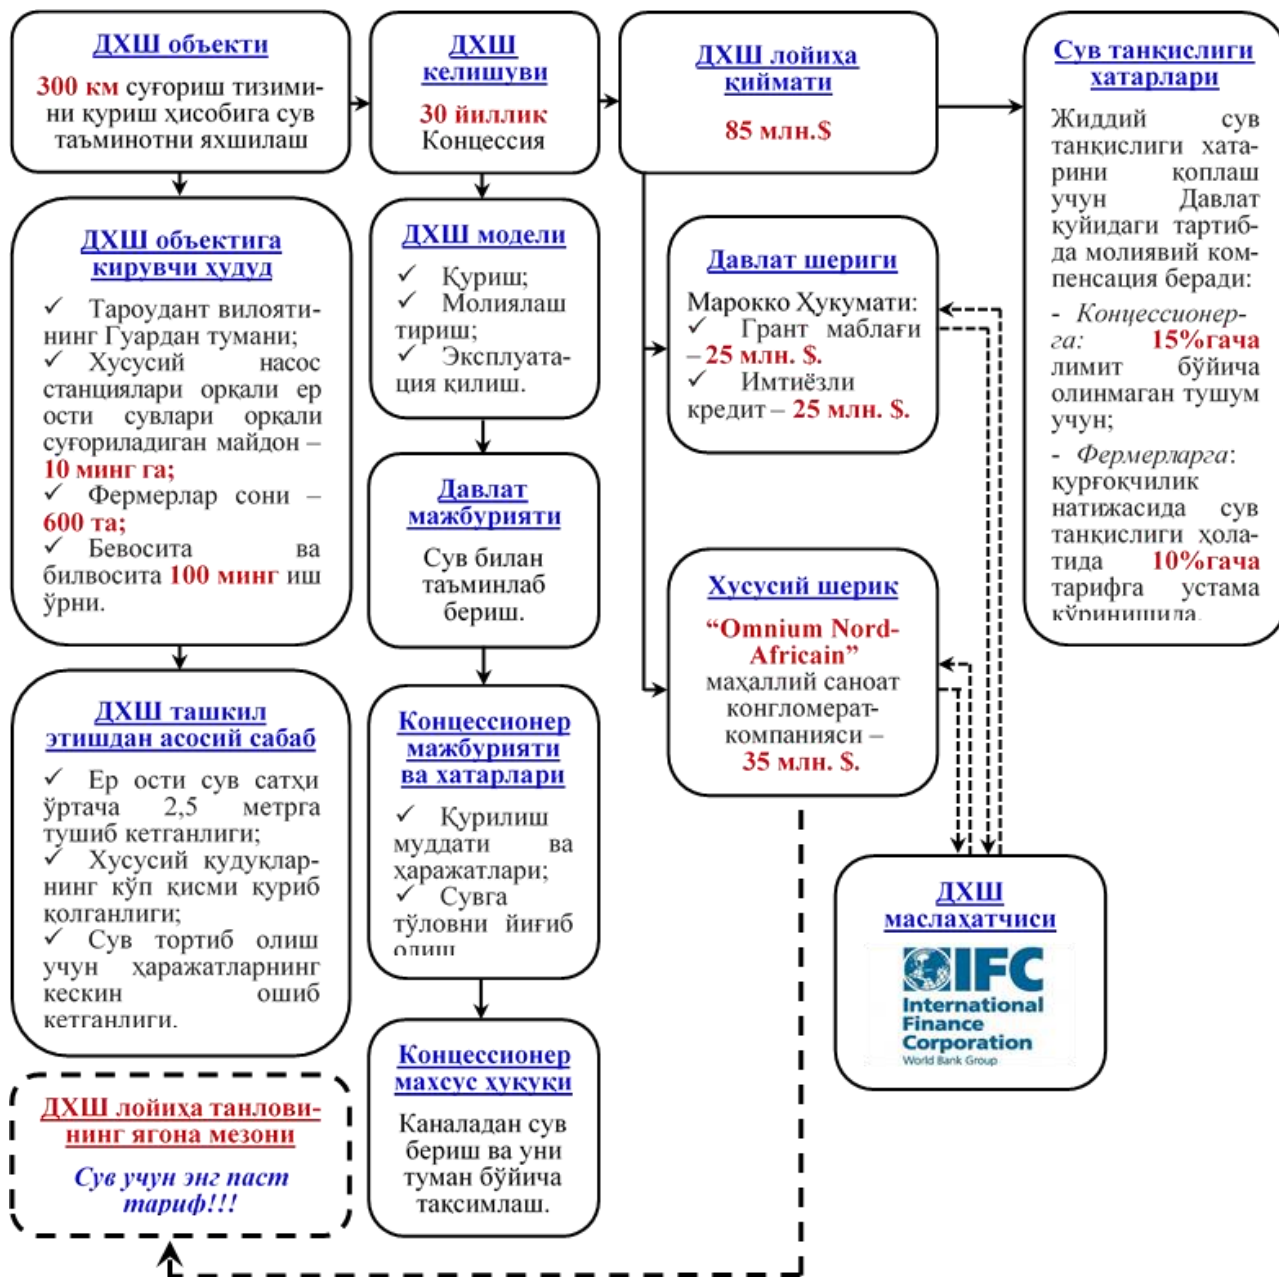 ДХШ объекти
300 км суғориш тизими-
ни қуриш ҳисобига сув
таъминотни яхшилаш
ДХШ объектига
кирувчи ҳудуд
✓ Тароудант вилояти-
нинг Гуардан тумани;
✓ Хусусий насос
станциялари орқали ер
ости сувлари орқали
суғориладиган майдон –
10 минг га;
✓ Фермерлар сони –
600 та;
✓ Бевосита ва
билвосита 100 минг иш
ўрни.
ДХШ ташкил
этишдан асосий сабаб
✓ Ер ости сув сатҳи
ўртача 2,5 метрга
тушиб кетганлиги;
✓ Хусусий қудуқлар-
нинг кўп қисми қуриб
қолганлиги;
✓ Сув тортиб олиш
учун ҳаражатларнинг
кескин ошиб
кетганлиги.
ДХШ лойиҳа танлови-
нинг ягона мезони
Сув учун энг паст
тариф!!!
ДХШ
келишуви
30 йиллик
Концессия
ДХШ модели
✓ Қуриш;
✓ Молиялаш
тириш;
✓ Эксплуата-
ция қилиш.
Давлат
мажбурияти
Сув билан
таъминлаб
бериш.
Концессионер
мажбурияти
ва хатарлари
✓ Қурилиш
муддати ва
ҳаражатлари;
✓ Сувга
тўловни йиғиб
олиш
Концессионер
махсус ҳуқуқи
Каналадан сув
бериш ва уни
туман бўйича
тақсимлаш.
ДХШ лойиҳа
қиймати
85 млн.$
Давлат шериги
Марокко Ҳукумати:
✓ Грант маблағи
– 25 млн. $.
✓ Имтиёзли
кредит – 25 млн. $.
Хусусий шерик
“Omnium Nord-
Africain”
маҳаллий саноат
конгломерат-
компанияси –
35 млн. $.
ДХШ
маслаҳатчиси
IFC
International
Finance
Corporation
World Bank Group
Сув танқислиги
хатарлари
Жиддий сув
танқислиги хата-
рини қоплаш
учун Давлат
қуйидаги тартиб-
да молиявий ком-
пенсация беради:
- Концессионер-
га: 15%гача
лимит бўйича
олинмаган тушум
учун;
- Фермерларга:
қурғоқчилик
натижасида сув
танқислиги ҳола-
тида 10%гача
тарифга устама
кўринишида.